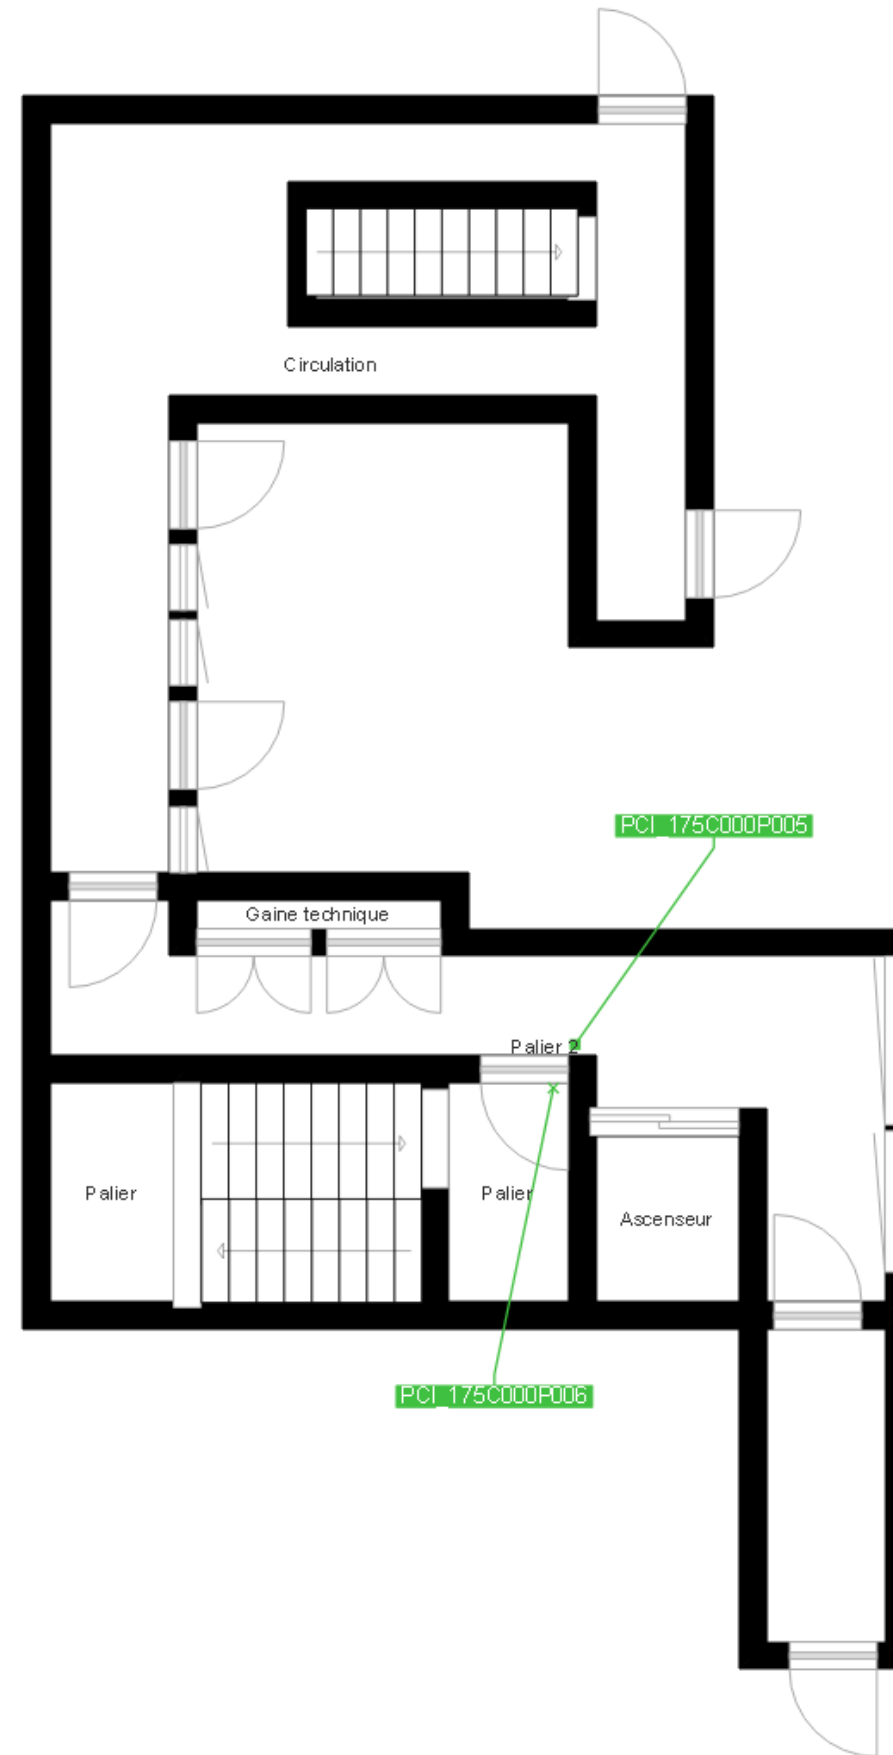 Circulation
PCI_175C000P005
Gaine technique
Palier 2
Palier
Palier
Ascenseur
PCI_175C000P006